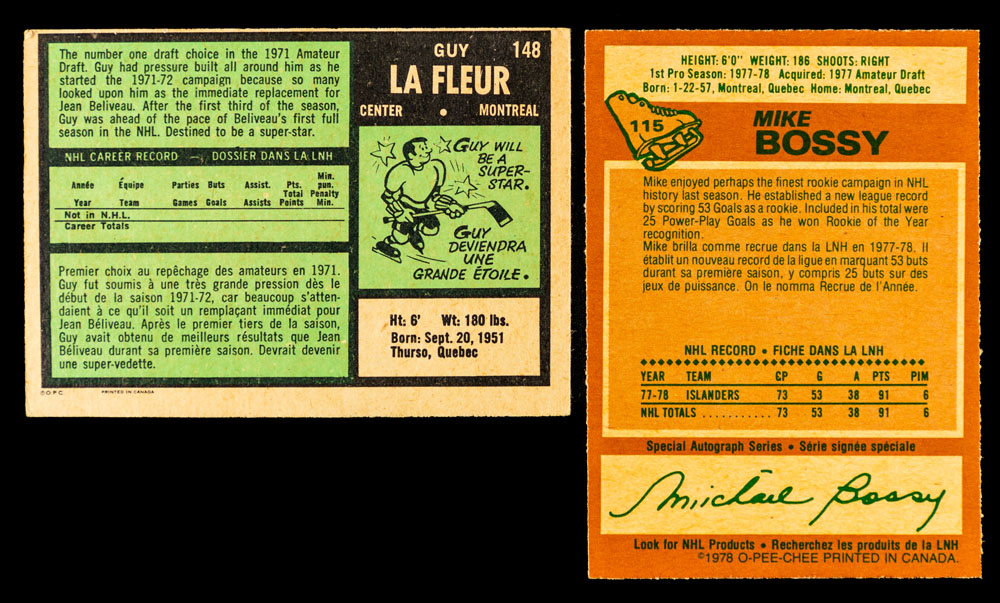 The number one draft choice in the 1971 Amateur
Draft. Guy had pressure built all around him as he
started the 1971-72 campaign because so many
looked upon him as the immediate replacement for
Jean Beliveau. After the first third of the season,
Guy was ahead of the pace of Beliveau's first full
season in the NHL. Destined to be a super-star.
NHL CAREER RECORD — DOSSIER DANS LA LNH
Année Équipe Parties Buts Assist. Pts. Min. pun.
Year Team Games Goals Assists Total Points Penalty Min.
Not in N.H.L.
Career Totals
Premier choix au repêchage des amateurs en 1971.
Guy fut soumis à une très grande pression dès le
début de la saison 1971-72, car beaucoup s'atten-
daient à ce qu'il soit un remplaçant immédiat pour
Jean Béliveau. Après le premier tiers de la saison,
Guy avait obtenu de meilleurs résultats que Jean
Béliveau durant sa première saison. Devrait devenir
une super-vedette.
©O.P.C. PRINTED IN CANADA
GUY 148
LA FLEUR
CENTER • MONTREAL
GUY WILL
BE A
SUPER-
STAR.
GUY
DEVIENDRA
UNE
GRANDE ÉTOILE.
Ht: 6' Wt: 180 lbs.
Born: Sept. 20, 1951
Thurso, Quebec
HEIGHT: 6'0" WEIGHT: 186 SHOOTS: RIGHT
1st Pro Season: 1977-78 Acquired: 1977 Amateur Draft
Born: 1-22-57, Montreal, Quebec Home: Montreal, Quebec
115
MIKE
BOSSY
Mike enjoyed perhaps the finest rookie campaign in NHL
history last season. He established a new league record
by scoring 53 Goals as a rookie. Included in his total were
25 Power-Play Goals as he won Rookie of the Year
recognition.
Mike brilla comme recrue dans la LNH en 1977-78. Il
établit un nouveau record de la ligue en marquant 53 buts
durant sa première saison, y compris 25 buts sur des
jeux de puissance. On le nomma Recrue de l'Année.
NHL RECORD • FICHE DANS LA LNH
YEAR TEAM GP G A PTS PIM
77-78 ISLANDERS 73 53 38 91 6
NHL TOTALS ........... 73 53 38 91 6
Special Autograph Series • Série signée spéciale
Michael Bossy
Look for NHL Products • Recherchez les produits de la LNH
©1978 O-PEE-CHEE PRINTED IN CANADA.